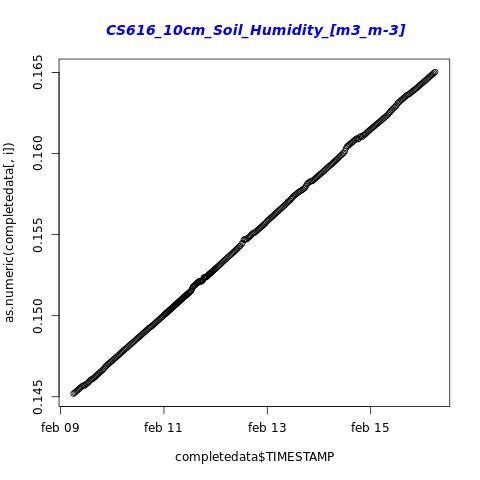 CS616_10cm_Soil_Humidity_[m3_m-3]
as.numeric(completedata[, i])
0.165
0.160
0.155
0.150
0.145
feb 09
feb 11
feb 13
feb 15
completedata$TIMESTAMP